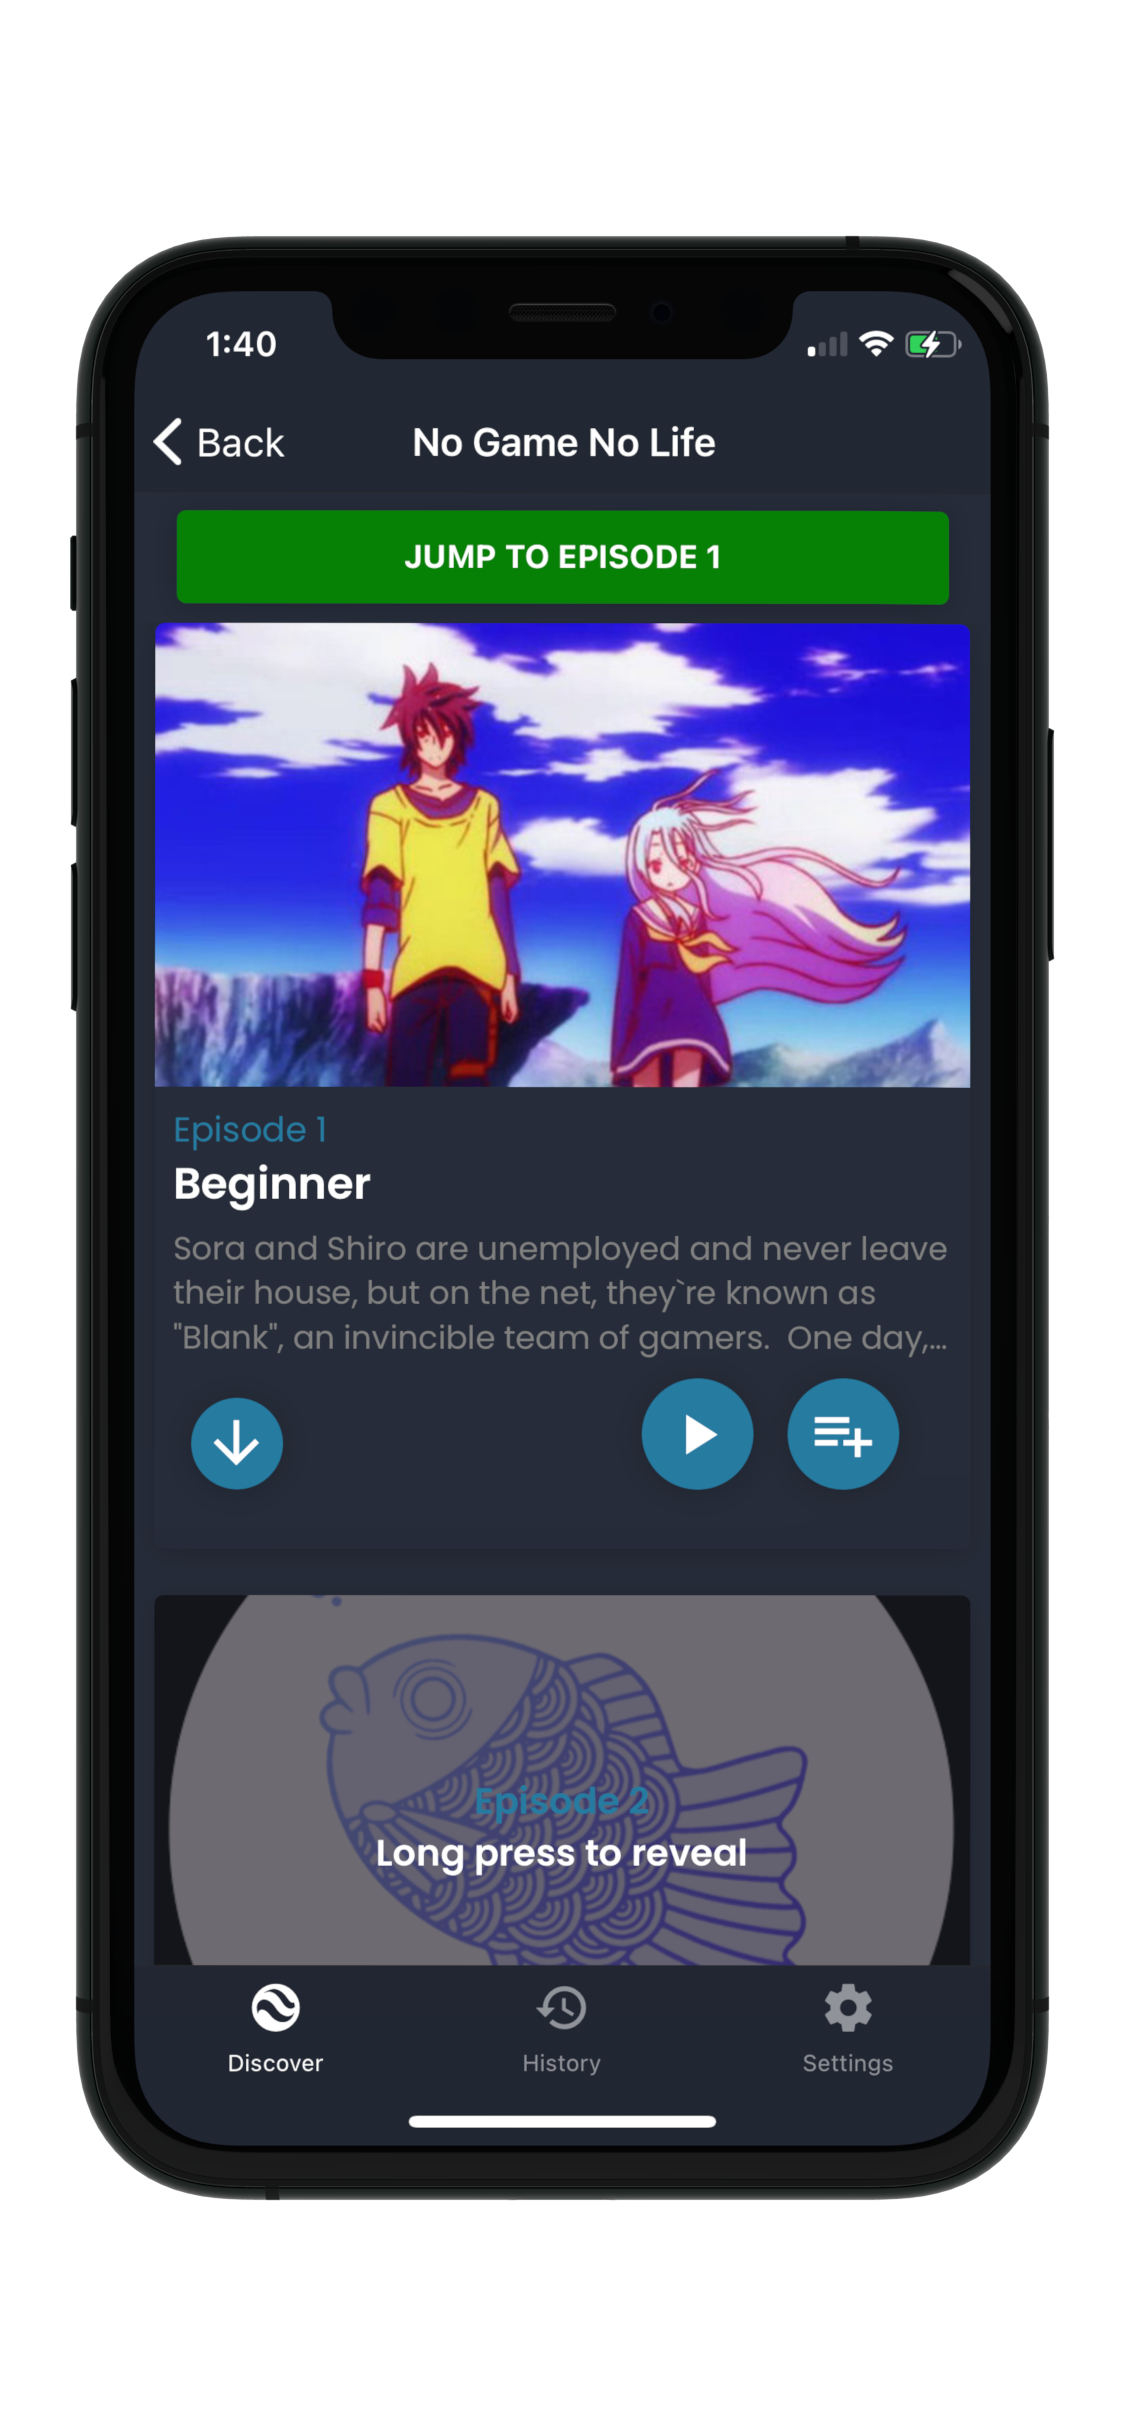 1:40
Back
No Game No Life
JUMP TO EPISODE 1
Episode 1
Beginner
Sora and Shiro are unemployed and never leave
their house, but on the net, they`re known as
"Blank", an invincible team of gamers.  One day,...
Episode 2
Long press to reveal
Discover
History
Settings